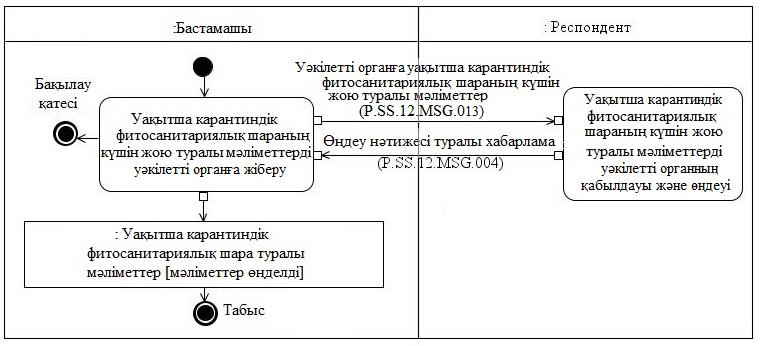 :Бастамашы
: Респондент
Бақылау
қатесі
Уақытша карантиндік
фитосанитариялық шараның
күшін жою туралы мәліметтерді
уәкілетті органға жіберу
Уәкілетті органға уақытша карантиндік
фитосанитариялық шараның күшін
жою туралы мәліметтер
(P.SS.12.MSG.013)
Өңдеу нәтижесі туралы хабарлама
(P.SS.12.MSG.004)
Уақытша карантиндік
фитосанитариялық
шараның күшін жою
туралы мәліметтерді
уәкілетті органның
қабылдауы және өңдеуі
: Уақытша карантиндік
фитосанитариялық шара туралы
мәліметтер [мәліметтер өңделді]
Табыс